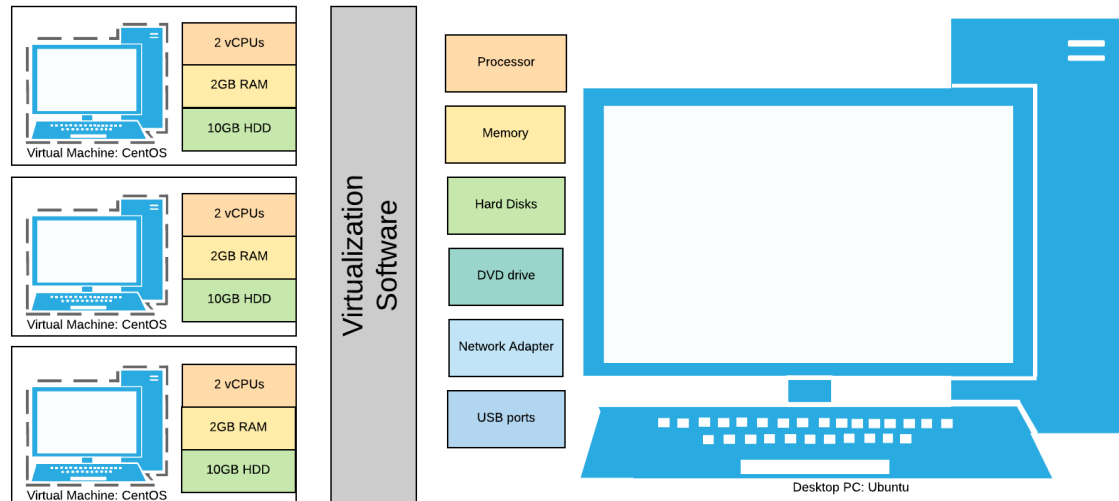 2 vCPUs
2GB RAM
10GB HDD
Virtual Machine: CentOS
2 vCPUs
2GB RAM
10GB HDD
Virtual Machine: CentOS
2 vCPUs
2GB RAM
10GB HDD
Virtual Machine: CentOS
Virtualization
Software
Processor
Memory
Hard Disks
DVD drive
Network Adapter
USB ports
Desktop PC: Ubuntu